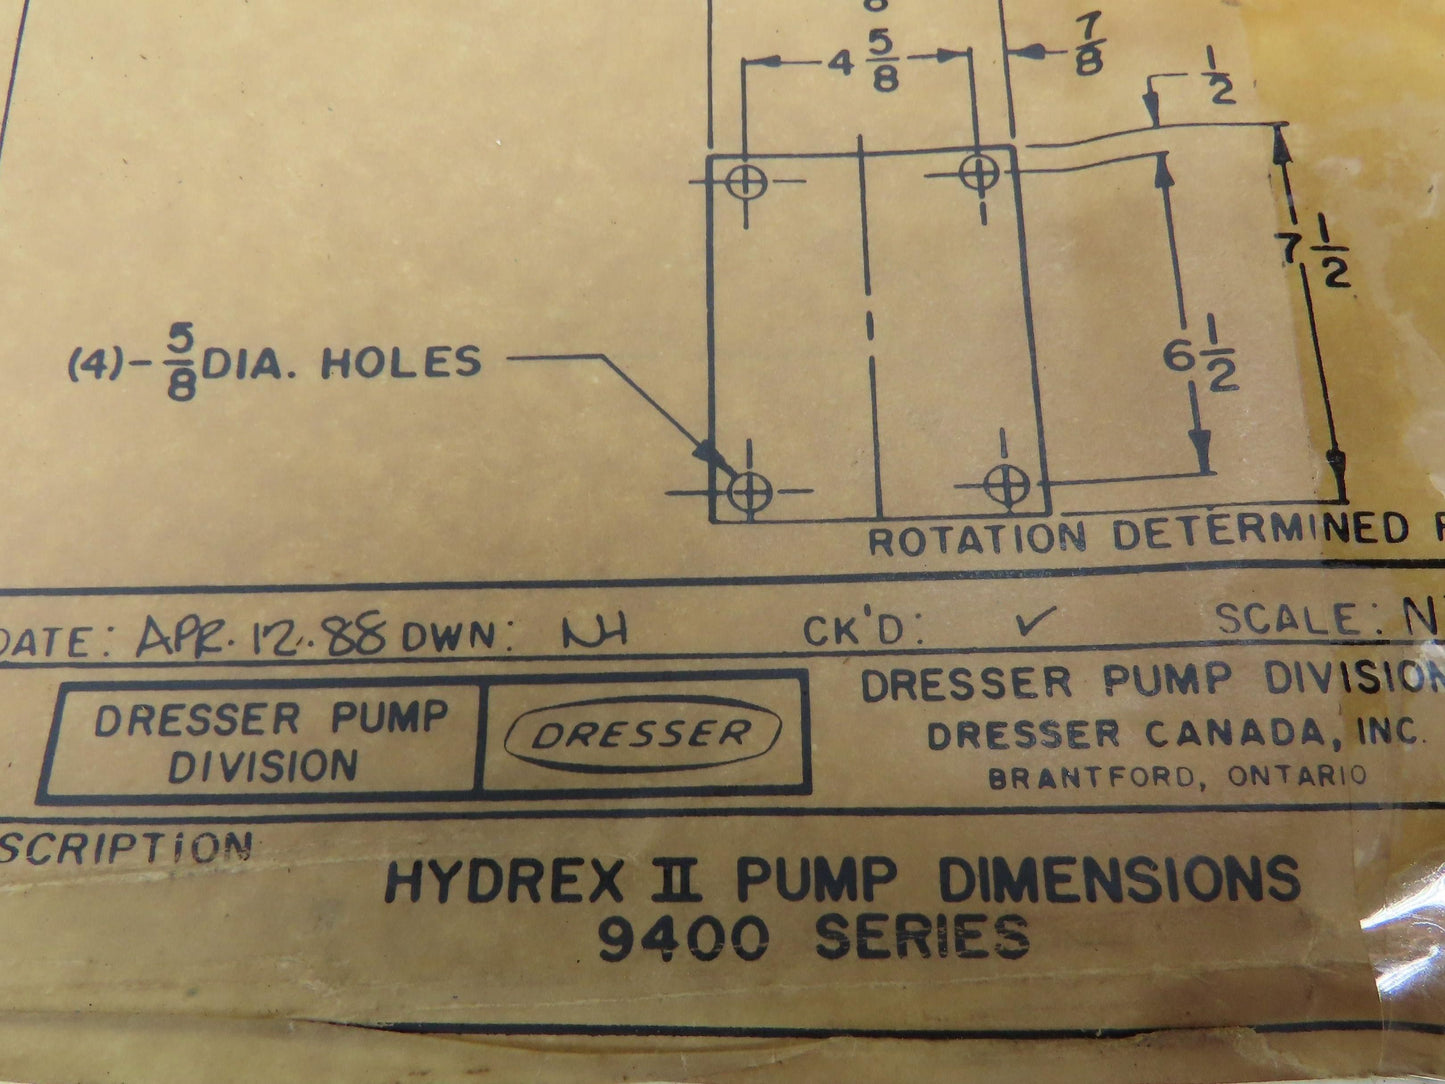 4 5/8
7/8
1/2
7 1/2
6 1/2
(4)-5/8 DIA. HOLES
ROTATION DETERMINED
DATE: APR. 12.88 DWN: NH CK'D: ✓ SCALE: N
DRESSER PUMP
DIVISION
DRESSER
DRESSER PUMP DIVISION
DRESSER CANADA, INC.
BRANTFORD, ONTARIO
SCRIPTION
HYDREX II PUMP DIMENSIONS
9400 SERIES